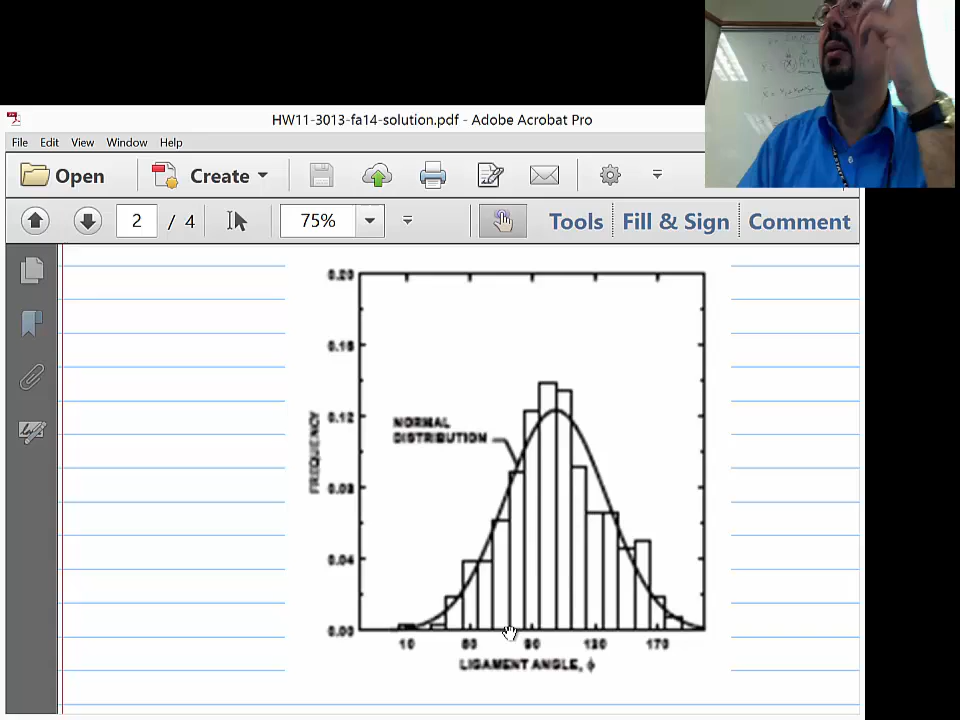 HW11-3013-fa14-solution.pdf - Adobe Acrobat Pro
File Edit View Window Help
Open Create
2 / 4 75% Tools Fill & Sign Comment
0.20
0.16
NORMAL
DISTRIBUTION
0.12
FREQUENCY
0.08
0.04
0.00
10 50 90 130 170
LIGAMENT ANGLE, ϕ